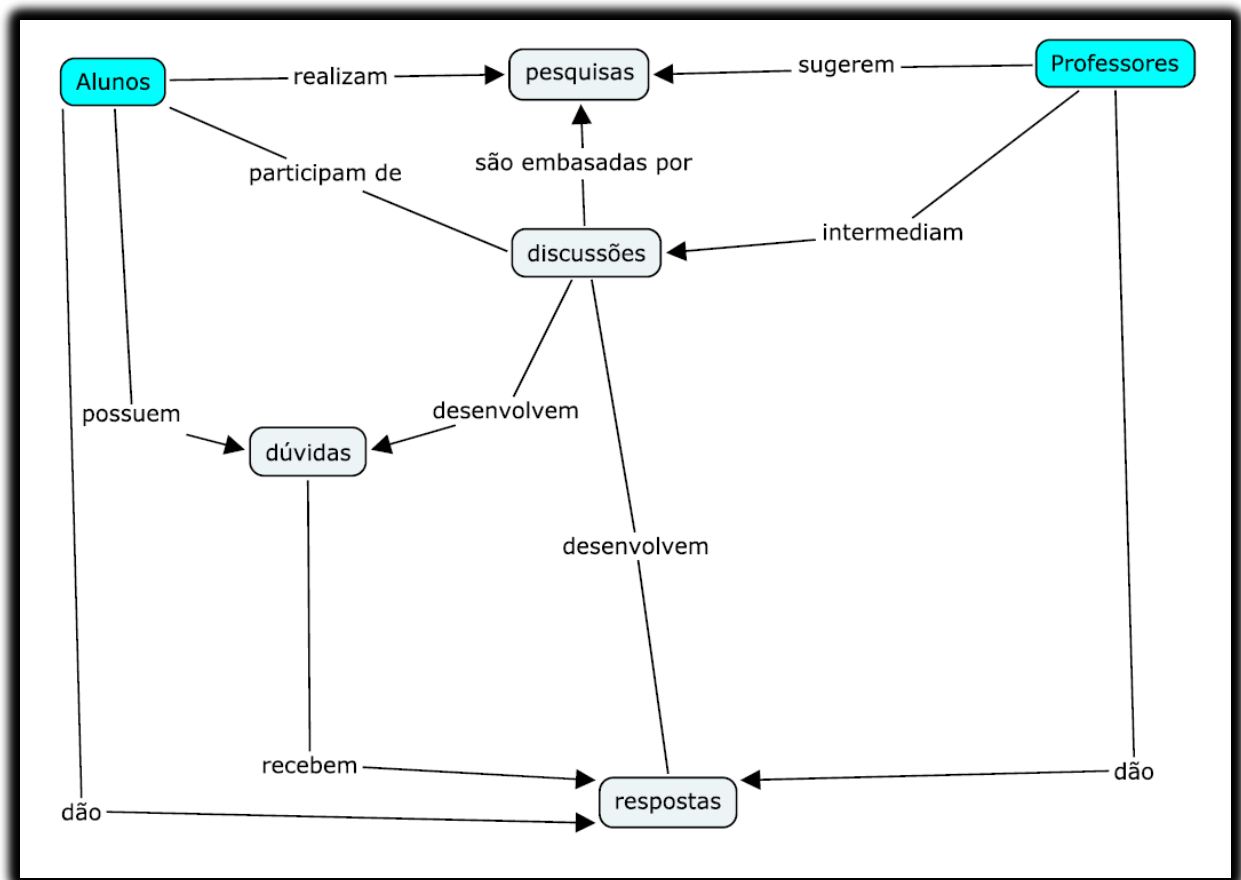 Alunos
realizam
pesquisas
sugerem
Professores
participam de
são embasadas por
intermediam
discussões
possuem
desenvolvem
dúvidas
desenvolvem
recebem
respostas
dão
dão